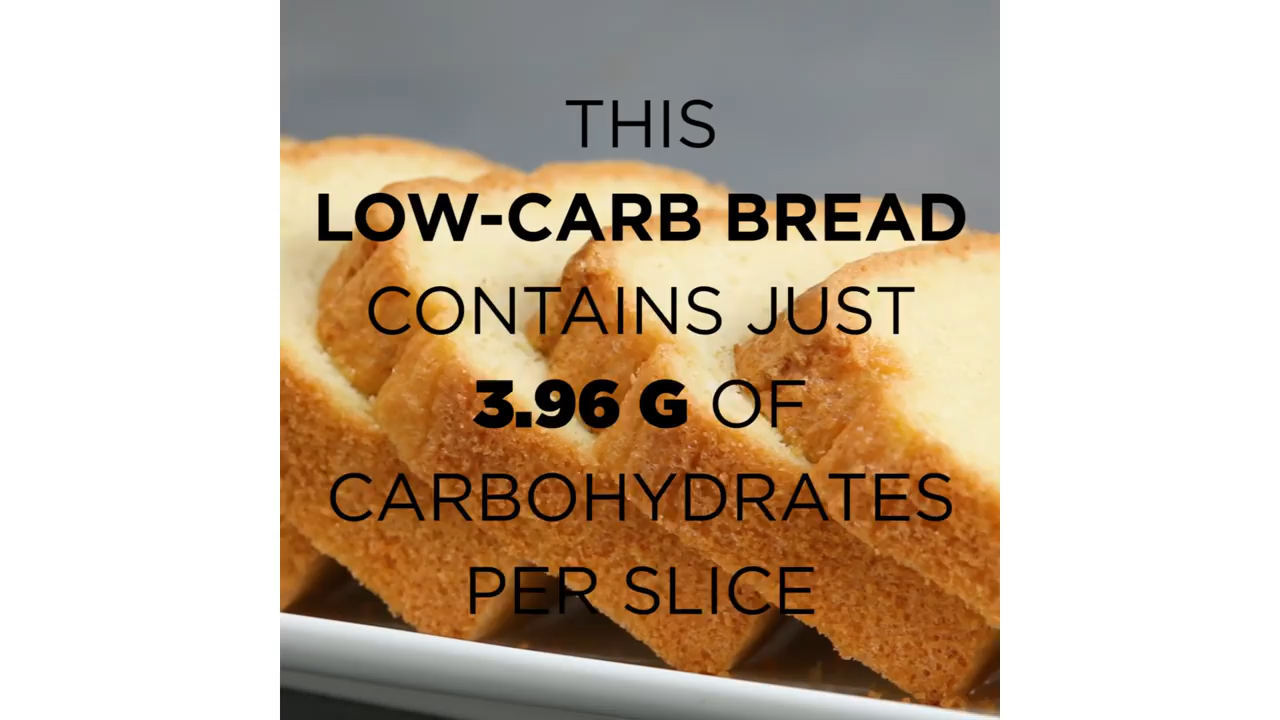 THIS
LOW-CARB BREAD
CONTAINS JUST
3.96 G OF
CARBOHYDRATES
PER SLICE